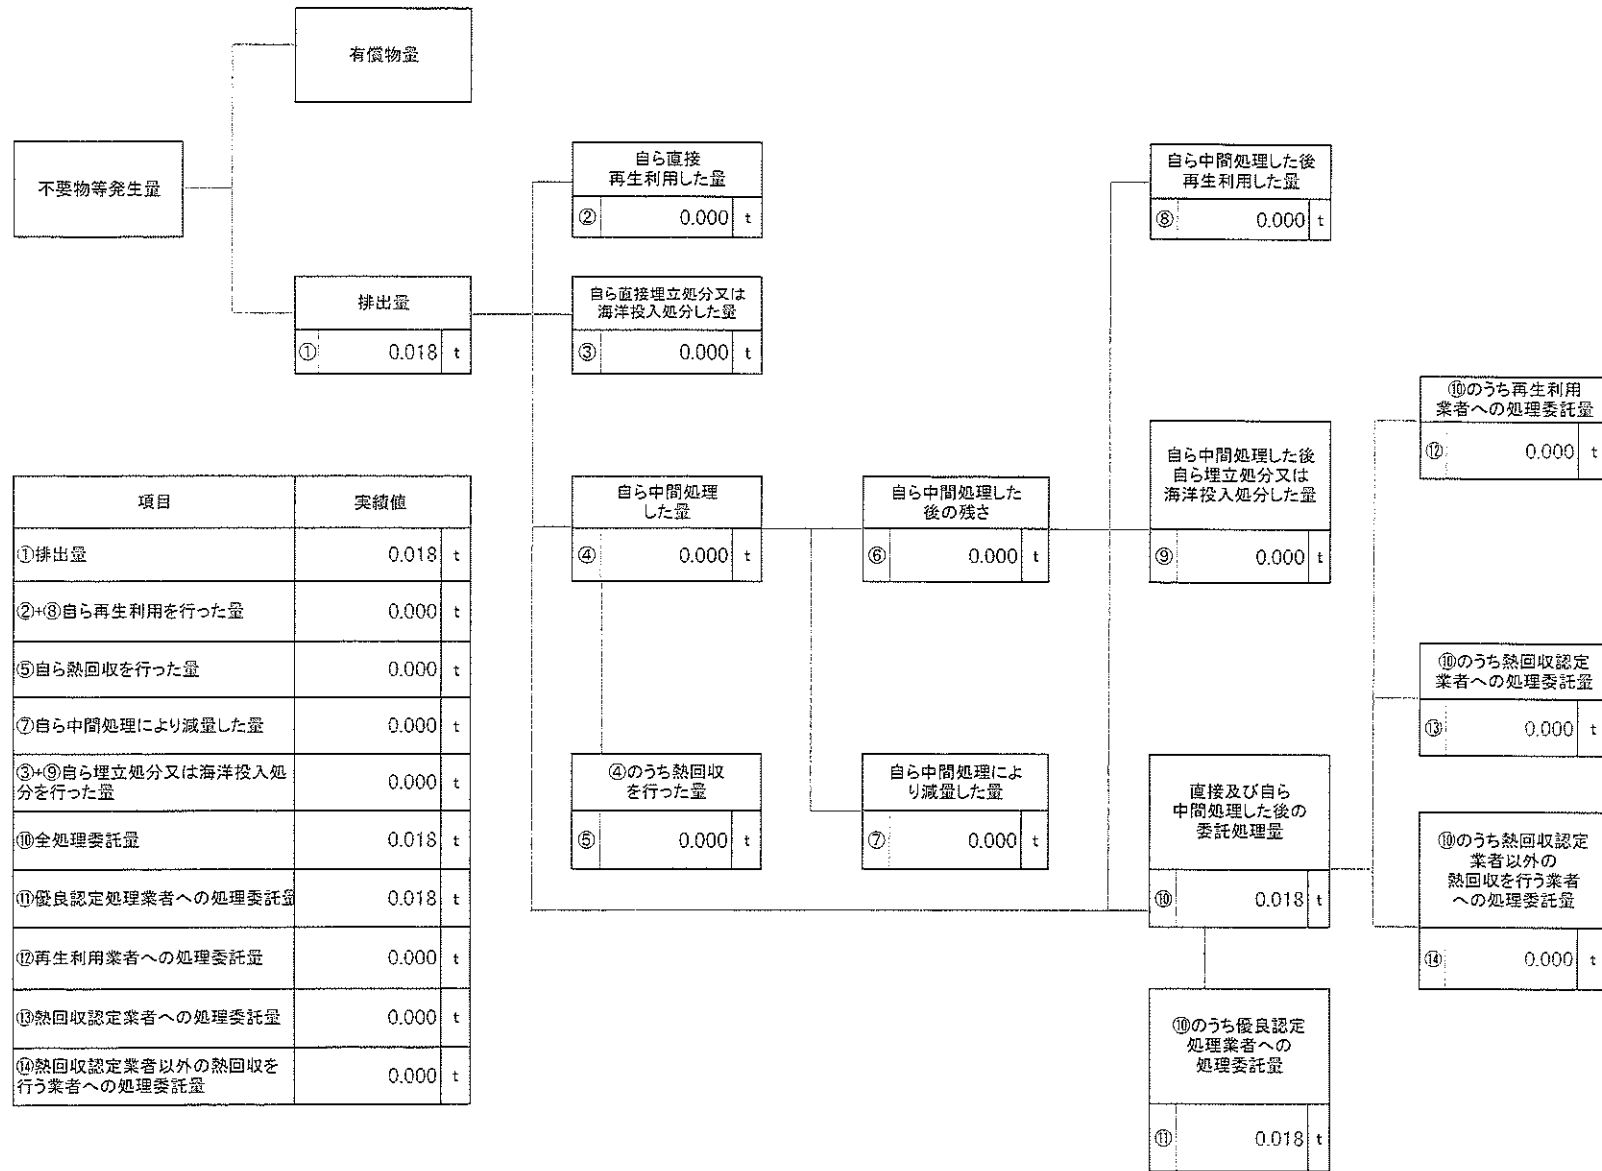 有償物量
不要物等発生量
排出量
① 0.018 t
自ら直接
再生利用した量
② 0.000 t
自ら直接埋立処分又は
海洋投入処分した量
③ 0.000 t
自ら中間処理
した量
④ 0.000 t
④のうち熱回収
を行った量
⑤ 0.000 t
自ら中間処理した
後の残さ
⑥ 0.000 t
自ら中間処理によ
り減量した量
⑦ 0.000 t
自ら中間処理した後
再生利用した量
⑧ 0.000 t
自ら中間処理した後
自ら埋立処分又は
海洋投入処分した量
⑨ 0.000 t
直接及び自ら
中間処理した後の
委託処理量
⑩ 0.018 t
⑩のうち優良認定
処理業者への
処理委託量
⑪ 0.018 t
⑩のうち再生利用
業者への処理委託量
⑫ 0.000 t
⑩のうち熱回収認定
業者への処理委託量
⑬ 0.000 t
⑩のうち熱回収認定
業者以外の
熱回収を行う業者
への処理委託量
⑭ 0.000 t
項目 実績値
①排出量 0.018 t
②+⑧自ら再生利用を行った量 0.000 t
⑤自ら熱回収を行った量 0.000 t
⑦自ら中間処理により減量した量 0.000 t
③+⑨自ら埋立処分又は海洋投入処
分を行った量 0.000 t
⑩全処理委託量 0.018 t
⑪優良認定処理業者への処理委託量 0.018 t
⑫再生利用業者への処理委託量 0.000 t
⑬熱回収認定業者への処理委託量 0.000 t
⑭熱回収認定業者以外の熱回収を
行う業者への処理委託量 0.000 t